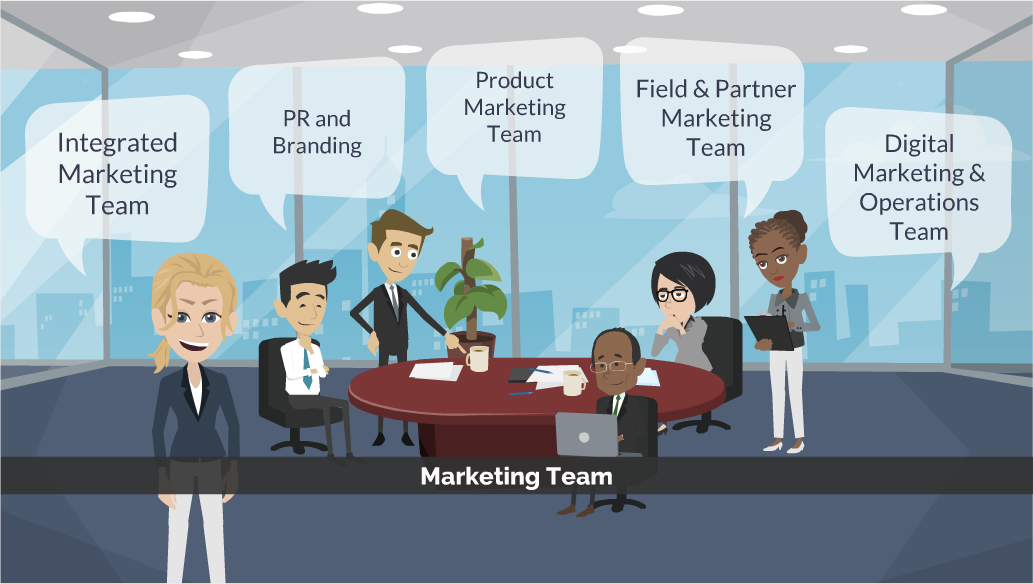 Integrated
Marketing
Team
PR and
Branding
Product
Marketing
Team
Field & Partner
Marketing
Team
Digital
Marketing &
Operations
Team
Marketing Team